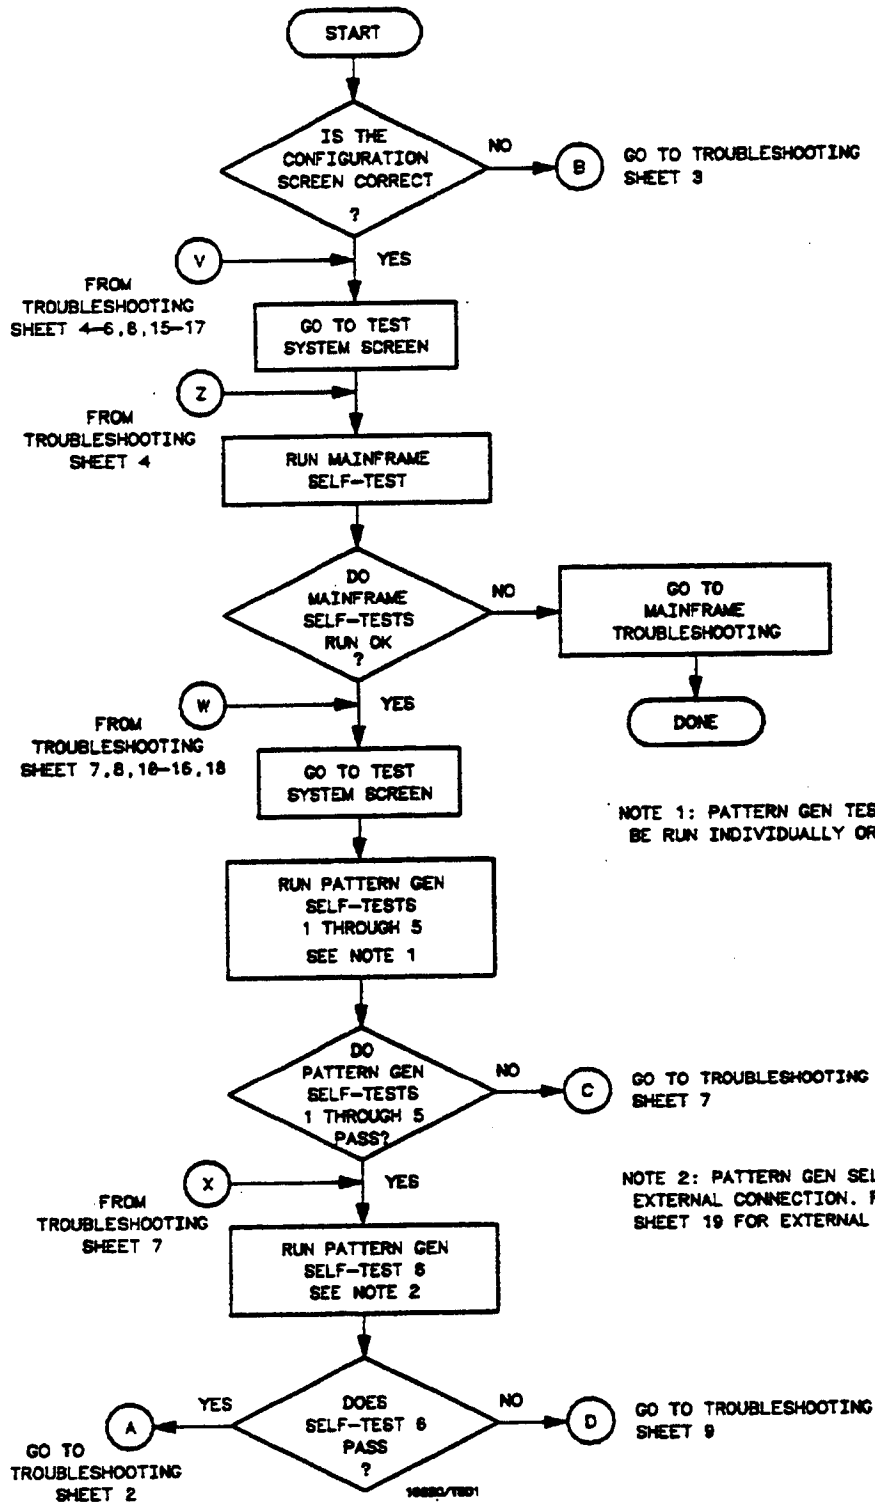 START
IS THE
CONFIGURATION
SCREEN CORRECT
?
NO
B
GO TO TROUBLESHOOTING
SHEET 3
V
YES
FROM
TROUBLESHOOTING
SHEET 4-6,8,15-17
GO TO TEST
SYSTEM SCREEN
Z
FROM
TROUBLESHOOTING
SHEET 4
RUN MAINFRAME
SELF-TEST
DO
MAINFRAME
SELF-TESTS
RUN OK
?
NO
GO TO
MAINFRAME
TROUBLESHOOTING
DONE
W
YES
FROM
TROUBLESHOOTING
SHEET 7,8,10-16,18
GO TO TEST
SYSTEM SCREEN
NOTE 1: PATTERN GEN TES
BE RUN INDIVIDUALLY OR
RUN PATTERN GEN
SELF-TESTS
1 THROUGH 5
SEE NOTE 1
DO
PATTERN GEN
SELF-TESTS
1 THROUGH 5
PASS?
NO
C
GO TO TROUBLESHOOTING
SHEET 7
X
YES
FROM
TROUBLESHOOTING
SHEET 7
NOTE 2: PATTERN GEN SEL
EXTERNAL CONNECTION.
SHEET 19 FOR EXTERNAL
RUN PATTERN GEN
SELF-TEST 6
SEE NOTE 2
DOES
SELF-TEST 6
PASS
?
YES
A
GO TO
TROUBLESHOOTING
SHEET 2
NO
D
GO TO TROUBLESHOOTING
SHEET 9